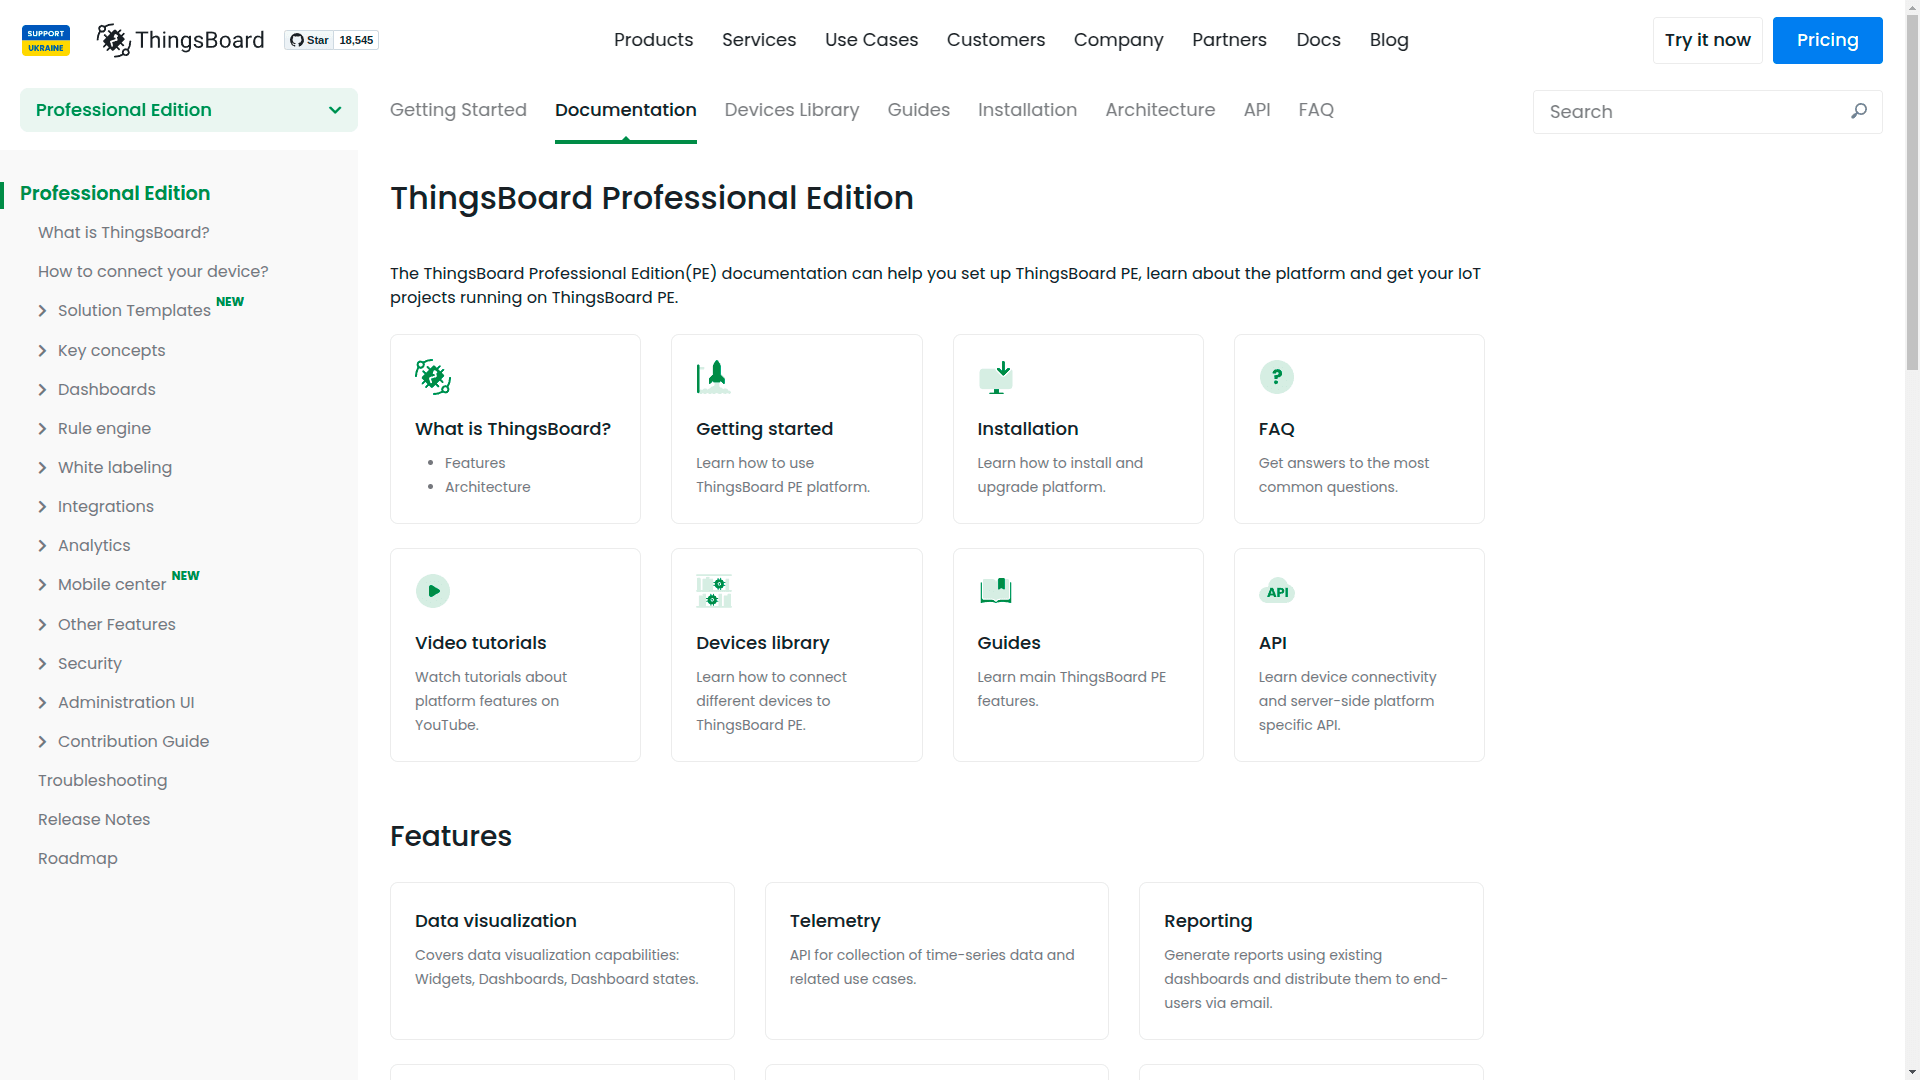 SUPPORT
UKRAINE
ThingsBoard
Star 18,545
Products Services Use Cases Customers Company Partners Docs Blog
Try it now
Pricing
Professional Edition
Getting Started Documentation Devices Library Guides Installation Architecture API FAQ
Search
Professional Edition
What is ThingsBoard?
How to connect your device?
Solution Templates NEW
Key concepts
Dashboards
Rule engine
White labeling
Integrations
Analytics
Mobile center NEW
Other Features
Security
Administration UI
Contribution Guide
Troubleshooting
Release Notes
Roadmap
ThingsBoard Professional Edition
The ThingsBoard Professional Edition(PE) documentation can help you set up ThingsBoard PE, learn about the platform and get your IoT
projects running on ThingsBoard PE.
What is ThingsBoard?
• Features
• Architecture
Getting started
Learn how to use
ThingsBoard PE platform.
Installation
Learn how to install and
upgrade platform.
?
FAQ
Get answers to the most
common questions.
Video tutorials
Watch tutorials about
platform features on
YouTube.
Devices library
Learn how to connect
different devices to
ThingsBoard PE.
Guides
Learn main ThingsBoard PE
features.
API
API
Learn device connectivity
and server-side platform
specific API.
Features
Data visualization
Covers data visualization capabilities:
Widgets, Dashboards, Dashboard states.
Telemetry
API for collection of time-series data and
related use cases.
Reporting
Generate reports using existing
dashboards and distribute them to end-
users via email.